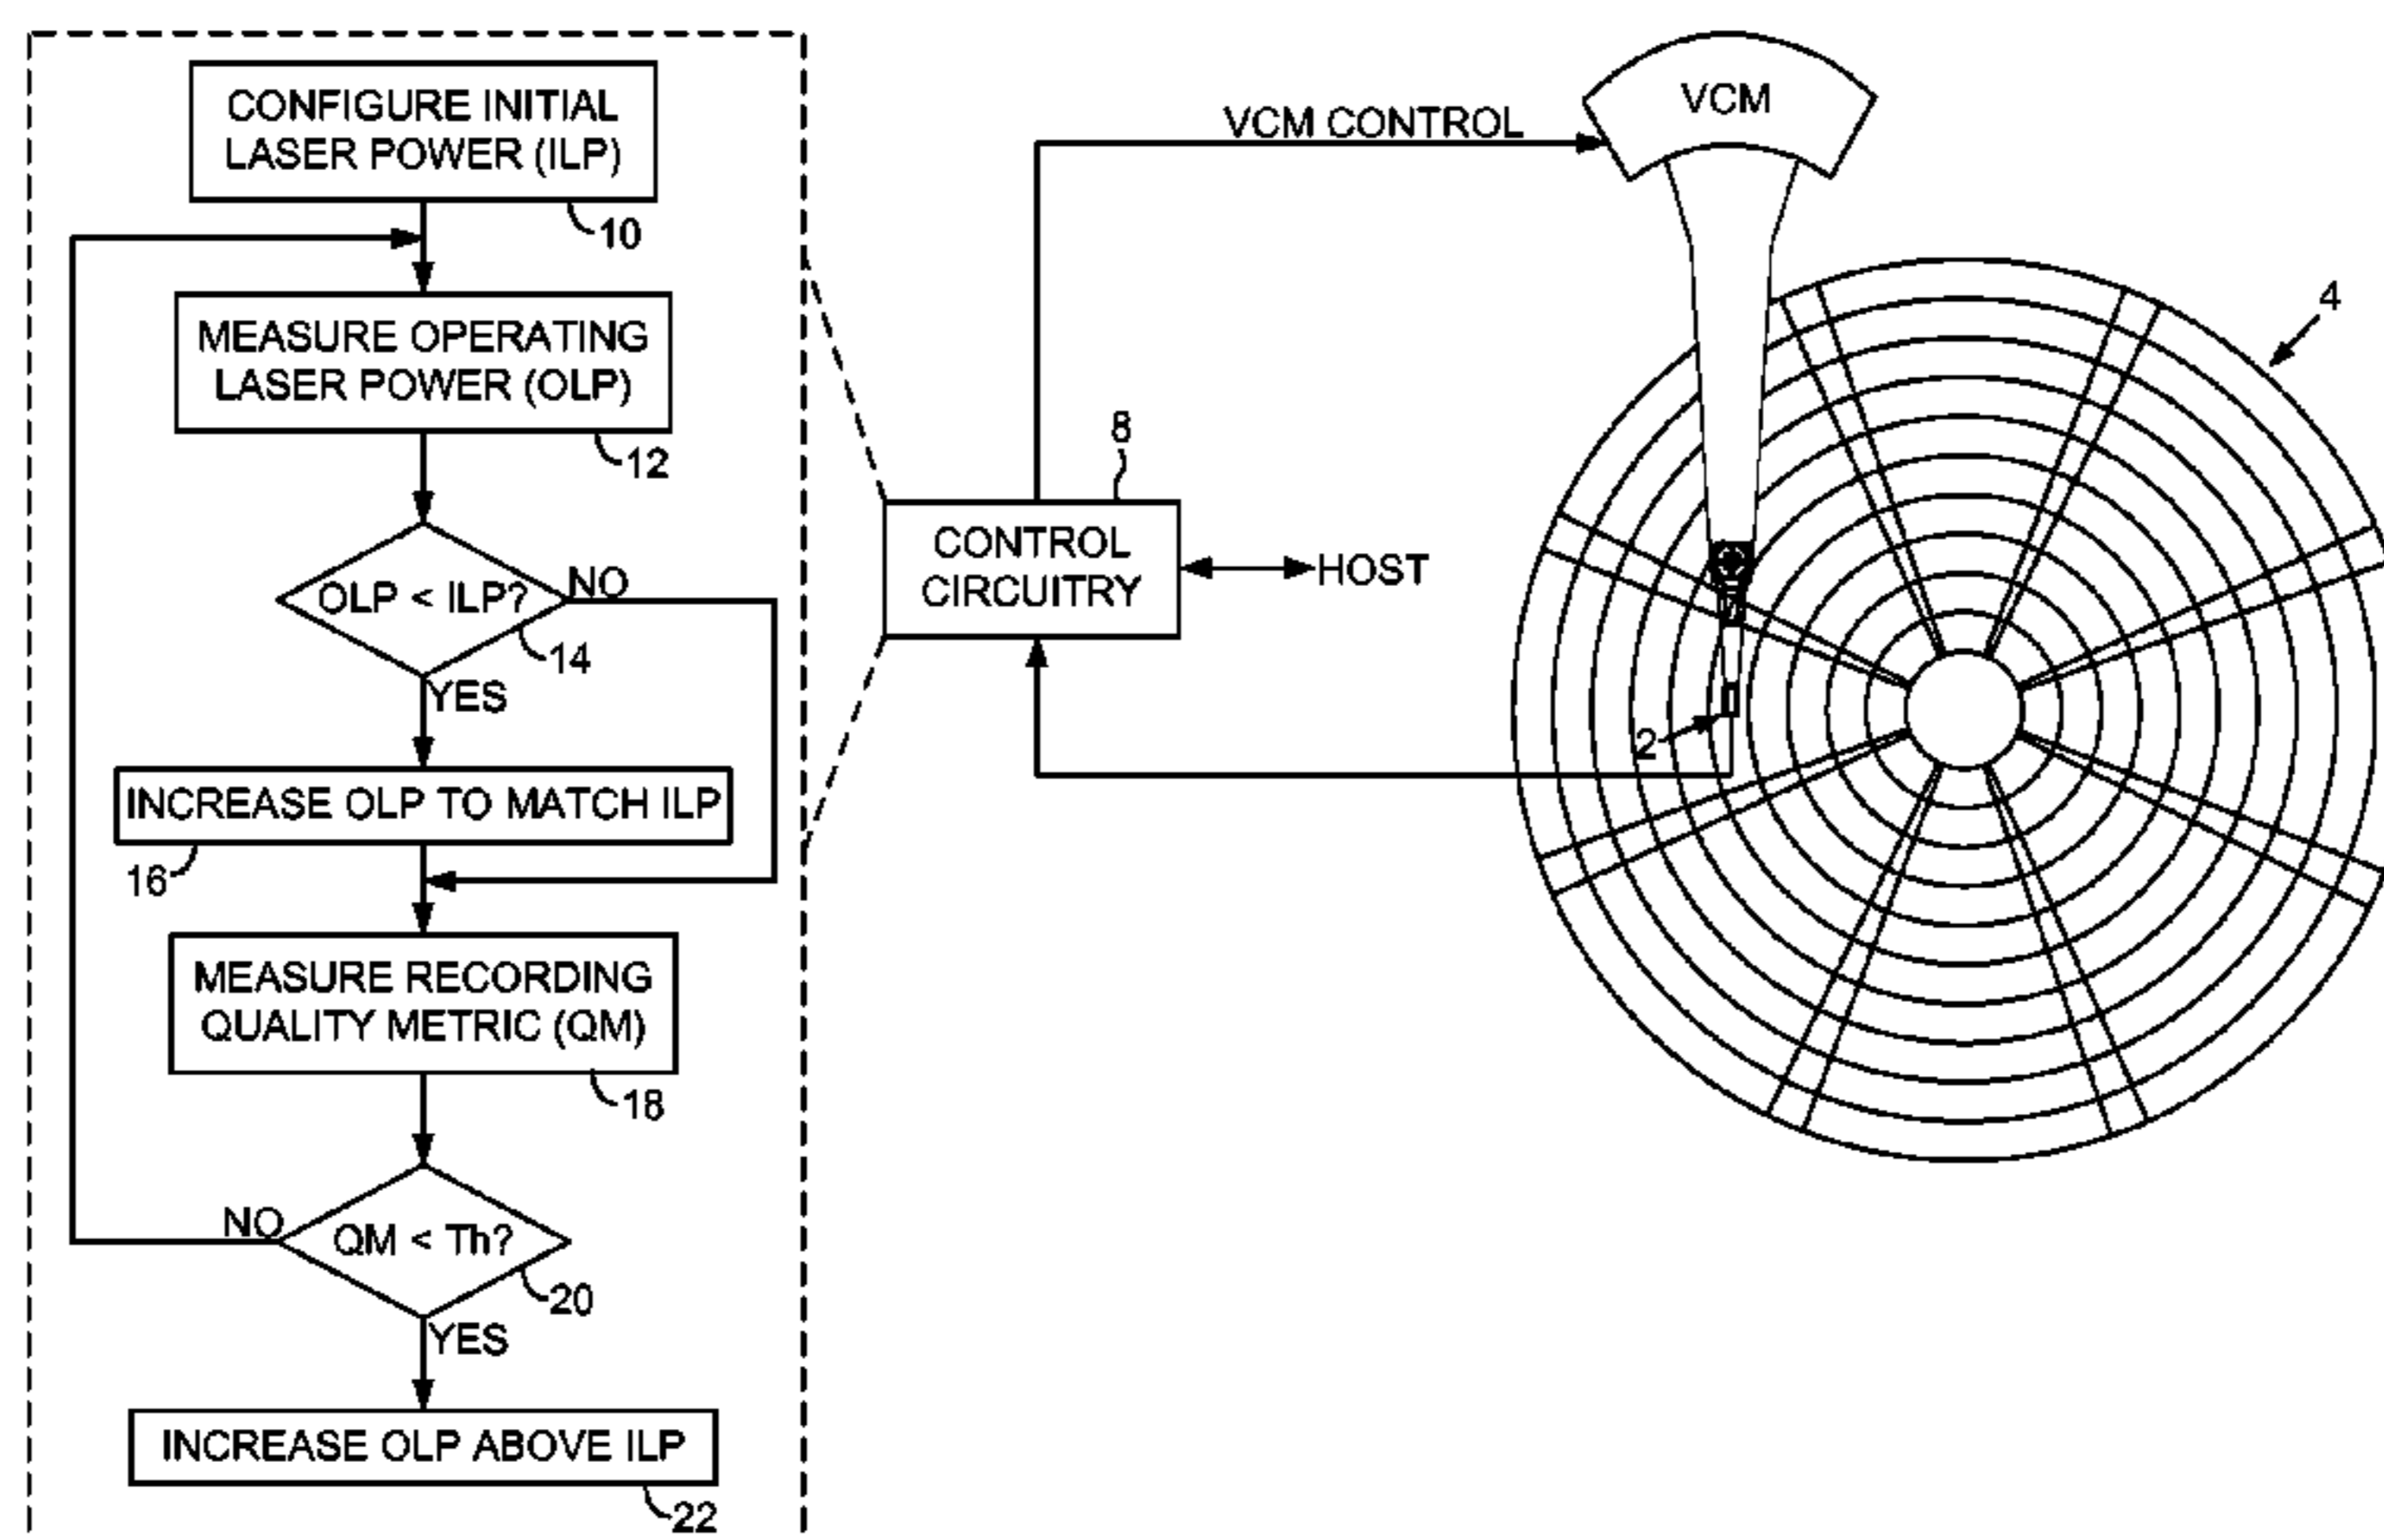 CONFIGURE INITIAL
LASER POWER (ILP)
10
MEASURE OPERATING
LASER POWER (OLP)
12
OLP < ILP?
NO
14
YES
INCREASE OLP TO MATCH ILP
16
MEASURE RECORDING
QUALITY METRIC (QM)
18
NO
QM < Th?
20
YES
INCREASE OLP ABOVE ILP
22
VCM CONTROL
VCM
8
CONTROL
CIRCUITRY
HOST
4
2